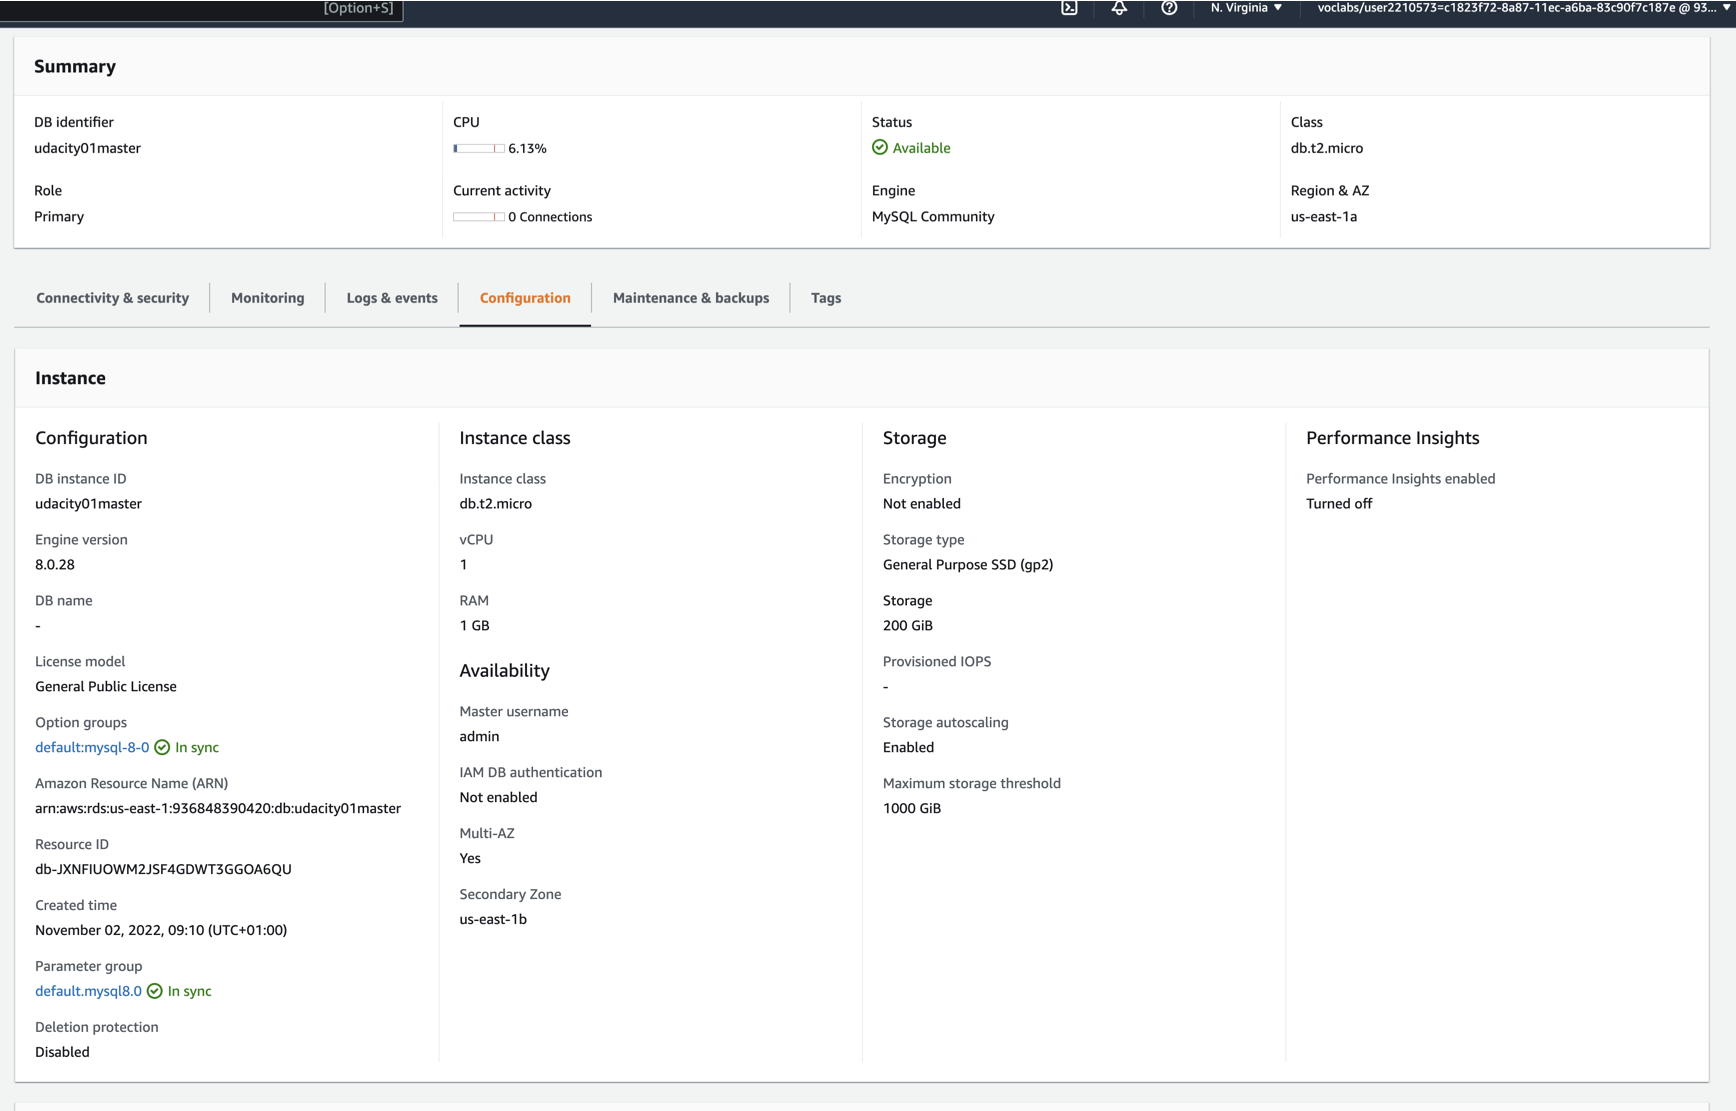 [Option+S]
N. Virginia
voclabs/user2210573=c1823f72-8a87-11ec-a6ba-83c90f7c187e @ 93...
Summary
DB identifier
udacity01master
CPU
6.13%
Status
Available
Class
db.t2.micro
Role
Primary
Current activity
0 Connections
Engine
MySQL Community
Region & AZ
us-east-1a
Connectivity & security
Monitoring
Logs & events
Configuration
Maintenance & backups
Tags
Instance
Configuration
DB instance ID
udacity01master
Engine version
8.0.28
DB name
-
License model
General Public License
Option groups
default:mysql-8-0 In sync
Amazon Resource Name (ARN)
arn:aws:rds:us-east-1:936848390420:db:udacity01master
Resource ID
db-JXNFIUOWM2JSF4GDWT3GGOA6QU
Created time
November 02, 2022, 09:10 (UTC+01:00)
Parameter group
default.mysql8.0 In sync
Deletion protection
Disabled
Instance class
Instance class
db.t2.micro
vCPU
1
RAM
1 GB
Availability
Master username
admin
IAM DB authentication
Not enabled
Multi-AZ
Yes
Secondary Zone
us-east-1b
Storage
Encryption
Not enabled
Storage type
General Purpose SSD (gp2)
Storage
200 GiB
Provisioned IOPS
-
Storage autoscaling
Enabled
Maximum storage threshold
1000 GiB
Performance Insights
Performance Insights enabled
Turned off